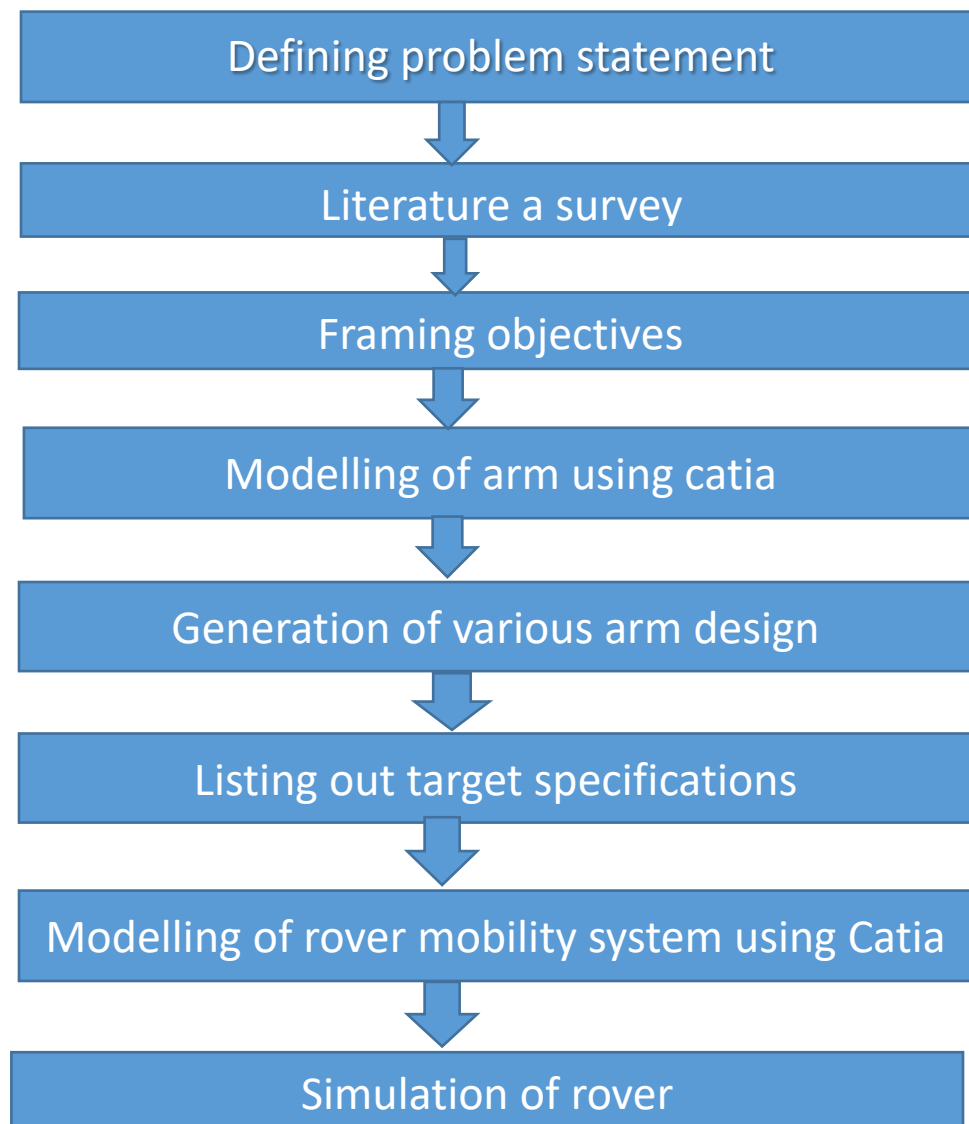 Defining problem statement
Literature a survey
Framing objectives
Modelling of arm using catia
Generation of various arm design
Listing out target specifications
Modelling of rover mobility system using Catia
Simulation of rover